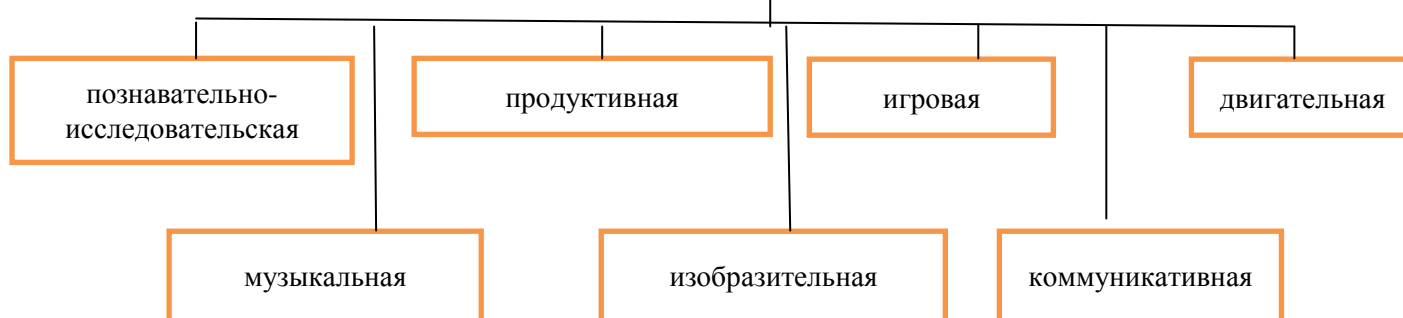 познавательно-
исследовательская
продуктивная
игровая
двигательная
музыкальная
изобразительная
коммуникативная